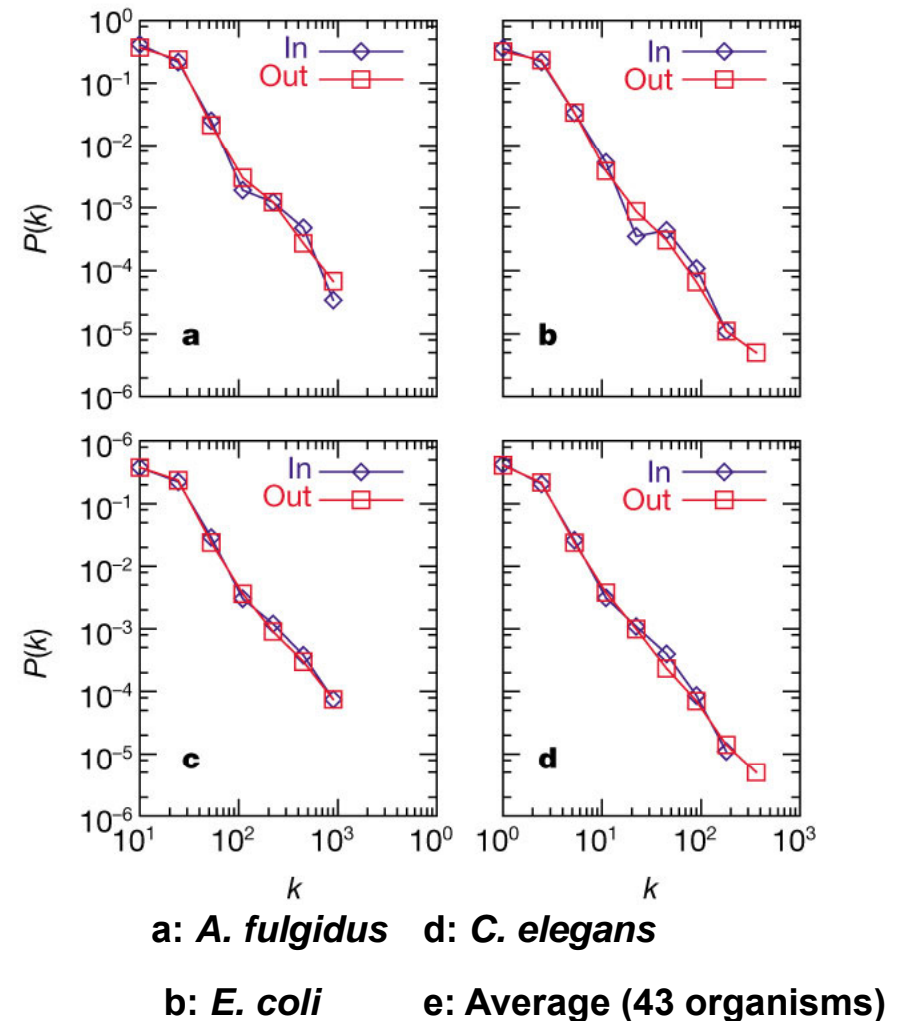 10⁰
10⁻¹
10⁻²
10⁻³
10⁻⁴
10⁻⁵
10⁻⁶
P(k)
In
Out
a
In
Out
b
10⁻⁶
10⁻¹
10⁻²
10⁻³
10⁻⁴
10⁻⁵
10⁻⁶
P(k)
In
Out
c
In
Out
d
10¹ 10² 10³ 10⁰
k
10⁰ 10¹ 10² 10³
k
a: A. fulgidus d: C. elegans
b: E. coli e: Average (43 organisms)